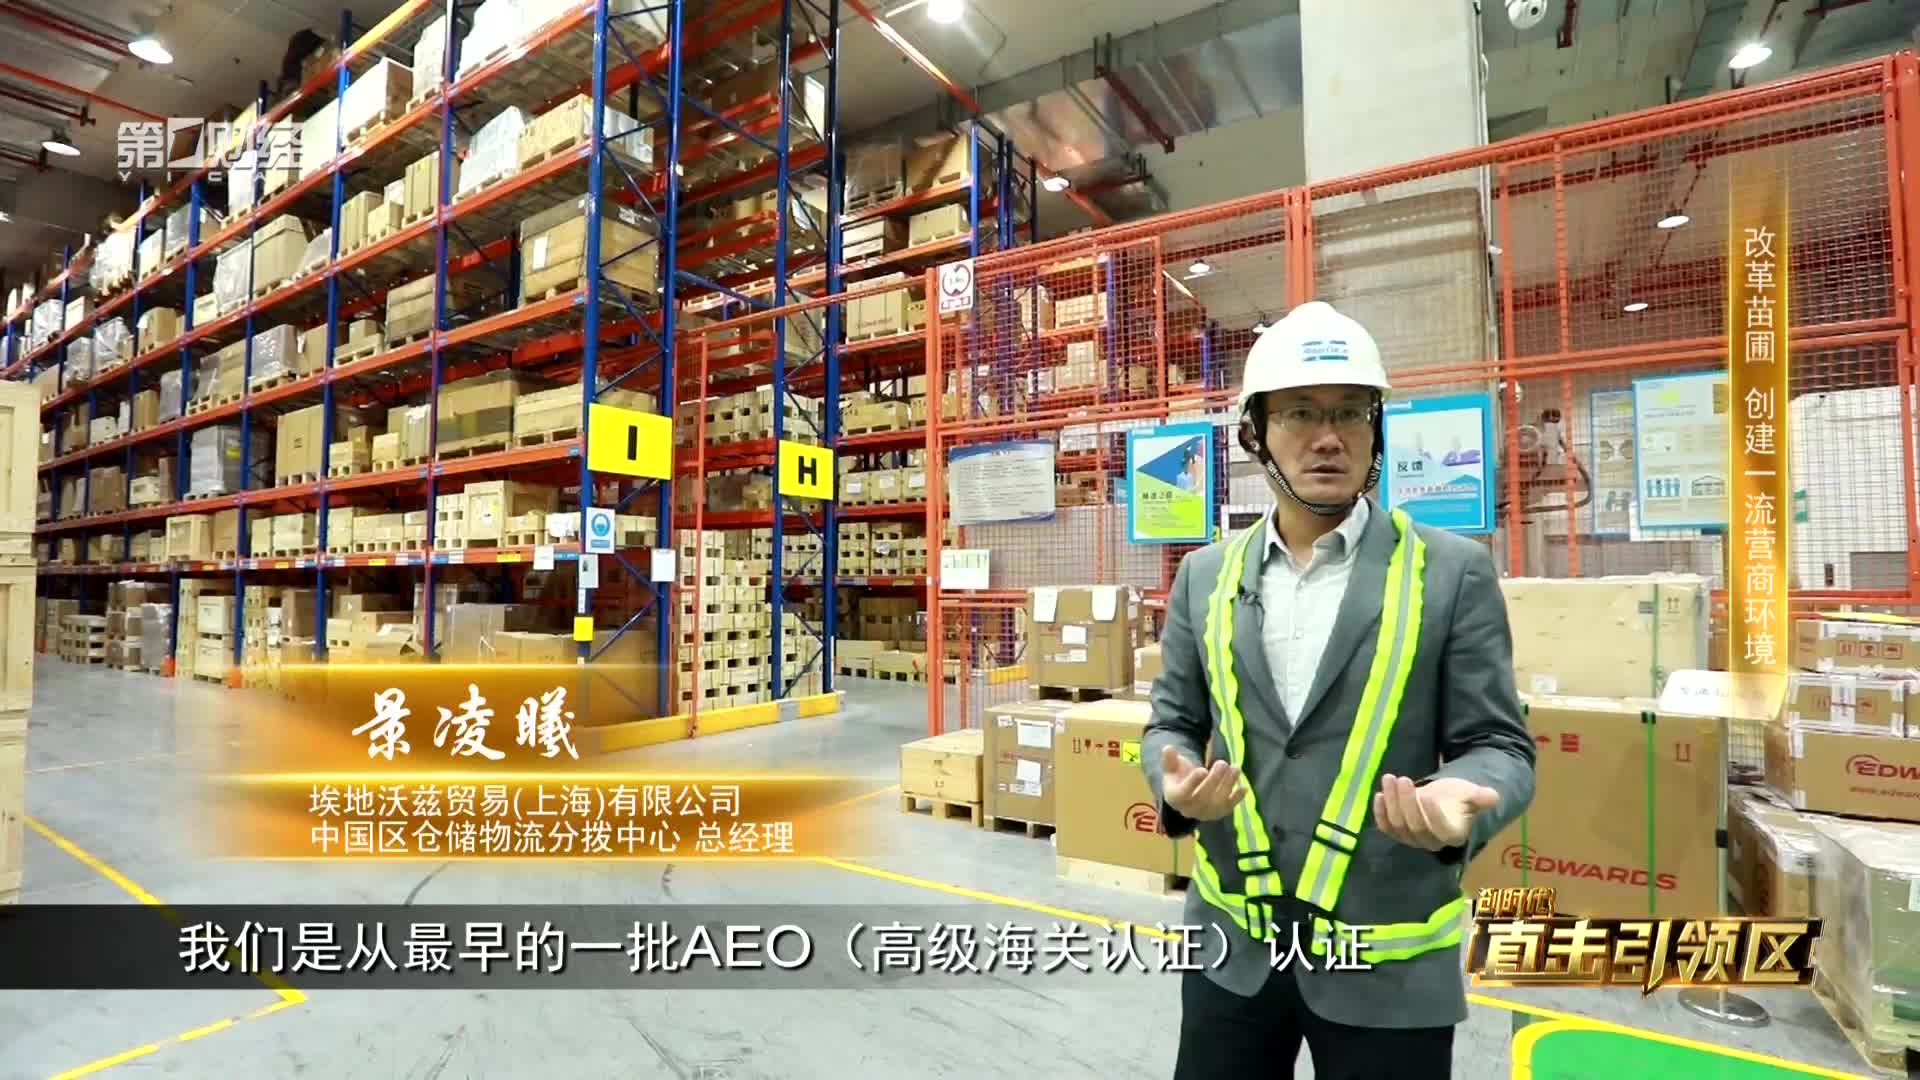 第一财经
YICAI
改革苗圃 创建一流营商环境
I
H
反馈
EDWARDS
景凌曦
埃地沃兹贸易(上海)有限公司
中国区仓储物流分拨中心 总经理
创时代
直击引领区
我们是从最早的一批AEO（高级海关认证）认证